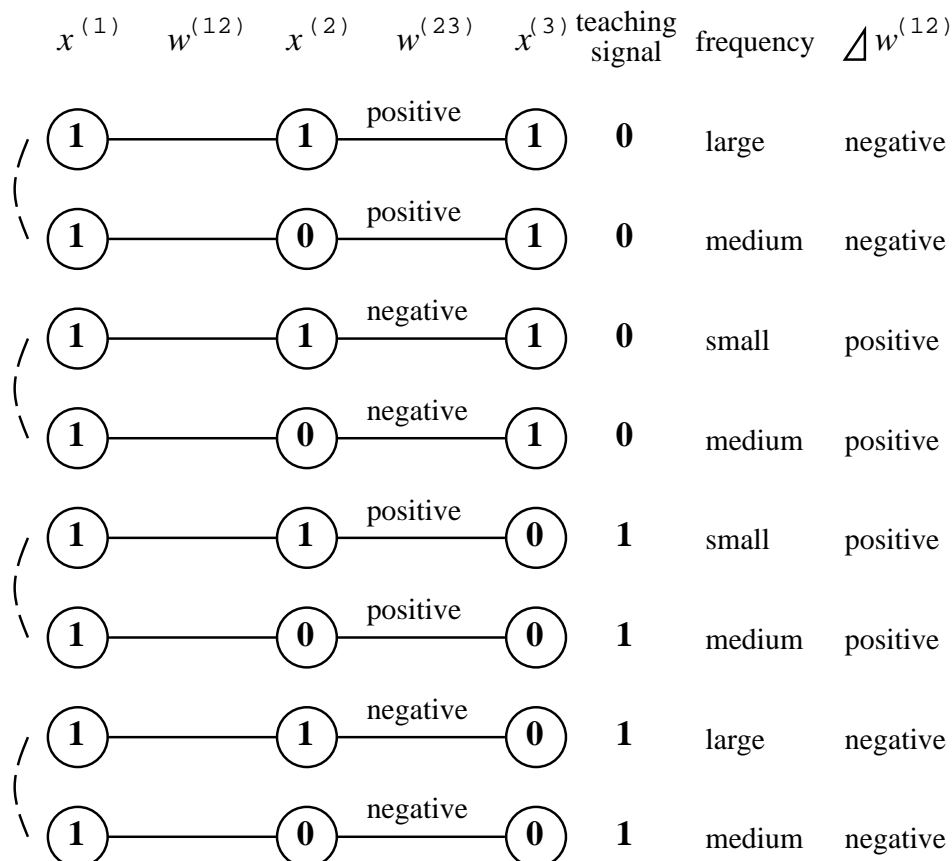 x(1) w(12) x(2) w(23) x(3) teaching signal frequency ⊿w(12)
1 1 positive 1 0 large negative
1 0 positive 1 0 medium negative
1 1 negative 1 0 small positive
1 0 negative 1 0 medium positive
1 1 positive 0 1 small positive
1 0 positive 0 1 medium positive
1 1 negative 0 1 large negative
1 0 negative 0 1 medium negative